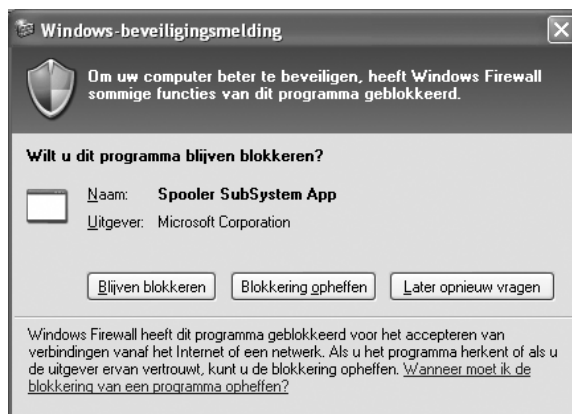 Windows-beveiligingsmelding
Om uw computer beter te beveiligen, heeft Windows Firewall
sommige functies van dit programma geblokkeerd.
Wilt u dit programma blijven blokkeren?
Naam: Spooler SubSystem App
Uitgever: Microsoft Corporation
Blijven blokkeren Blokkering opheffen Later opnieuw vragen
Windows Firewall heeft dit programma geblokkeerd voor het accepteren van
verbindingen vanaf het Internet of een netwerk. Als u het programma herkent of als u
de uitgever ervan vertrouwt, kunt u de blokkering opheffen. Wanneer moet ik de
blokkering van een programma opheffen?